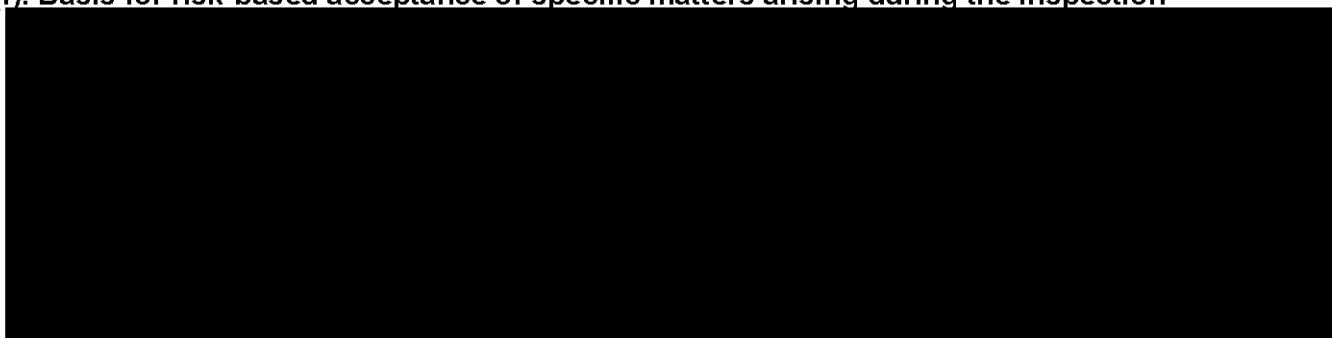 ). Basis for risk-based acceptance of specific matters arising during the inspection